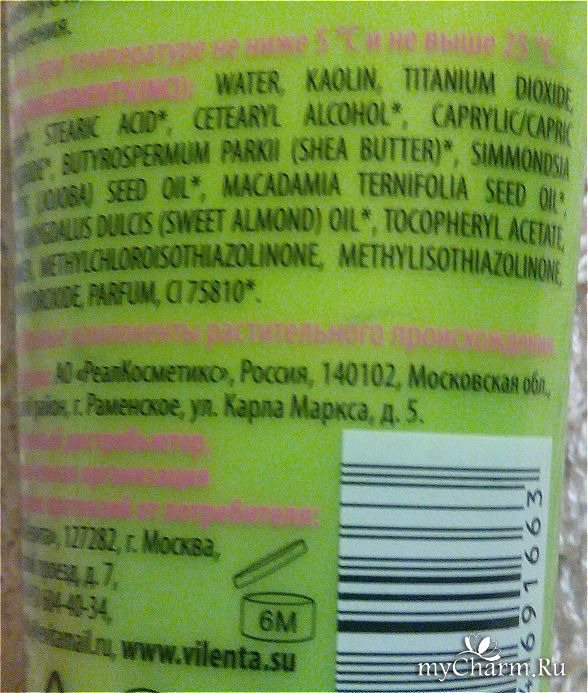 при температуре не ниже 5 °C и не выше 25 °C
(INCI): WATER, KAOLIN, TITANIUM DIOXIDE,
STEARIC ACID*, CETEARYL ALCOHOL*, CAPRYLIC/CAPRIC
BUTYROSPERMUM PARKII (SHEA BUTTER)*, SIMMONDSIA
(JOJOBA) SEED OIL*, MACADAMIA TERNIFOLIA SEED OIL*,
DULCIS (SWEET ALMOND) OIL*, TOCOPHERYL ACETATE,
METHYLCHLOROISOTHIAZOLINONE, METHYLISOTHIAZOLINONE,
PARFUM, CI 75810*.
компоненты растительного происхождения
АО «РеалКосметикс», Россия, 140102, Московская обл.,
район, г. Раменское, ул. Карла Маркса, д. 5.
дистрибьютор,
организация
претензий от потребителя:
127282, г. Москва,
проезд, д. 7,
www.vilenta.su
6M
691663
myCharm.Ru